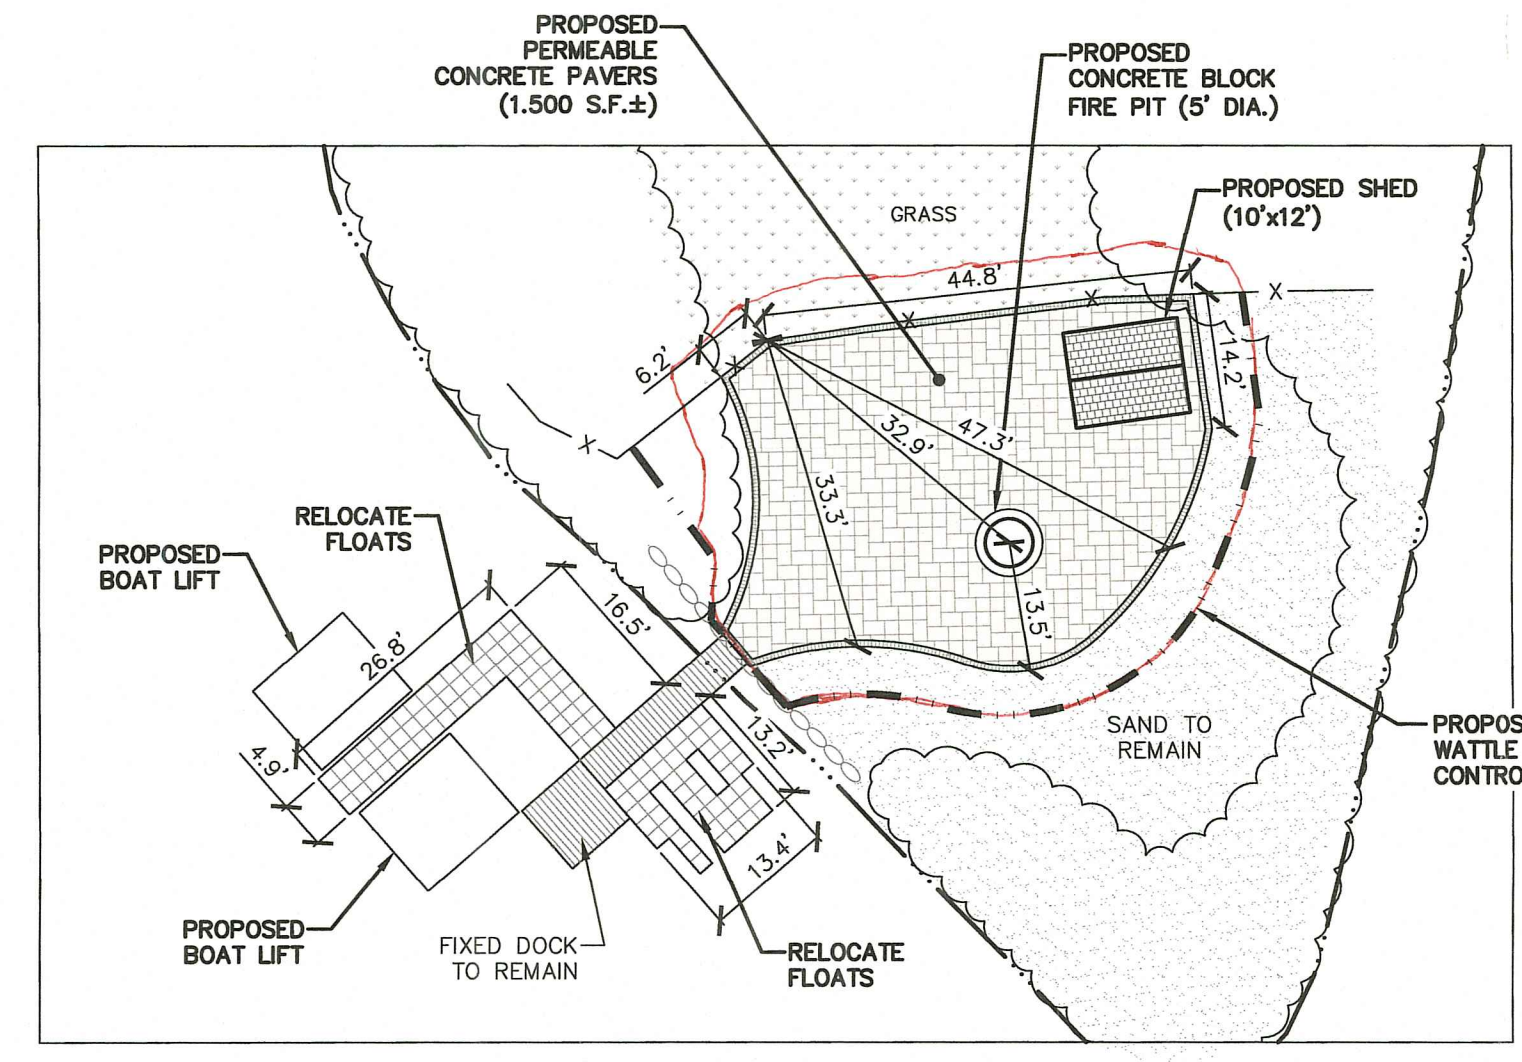 PROPOSED
PERMEABLE
CONCRETE PAVERS
(1.500 S.F.±)
PROPOSED
CONCRETE BLOCK
FIRE PIT (5' DIA.)
PROPOSED SHED
(10'x12')
GRASS
44.8'
X
X
X
6.2'
X
14.2'
X
47.3'
32.9'
33.3'
13.5'
RELOCATE
FLOATS
PROPOSED
BOAT LIFT
16.5'
26.8'
4.9'
13.2'
13.4'
SAND TO
REMAIN
PROPOS
WATTLE
CONTRO
PROPOSED
BOAT LIFT
FIXED DOCK
TO REMAIN
RELOCATE
FLOATS